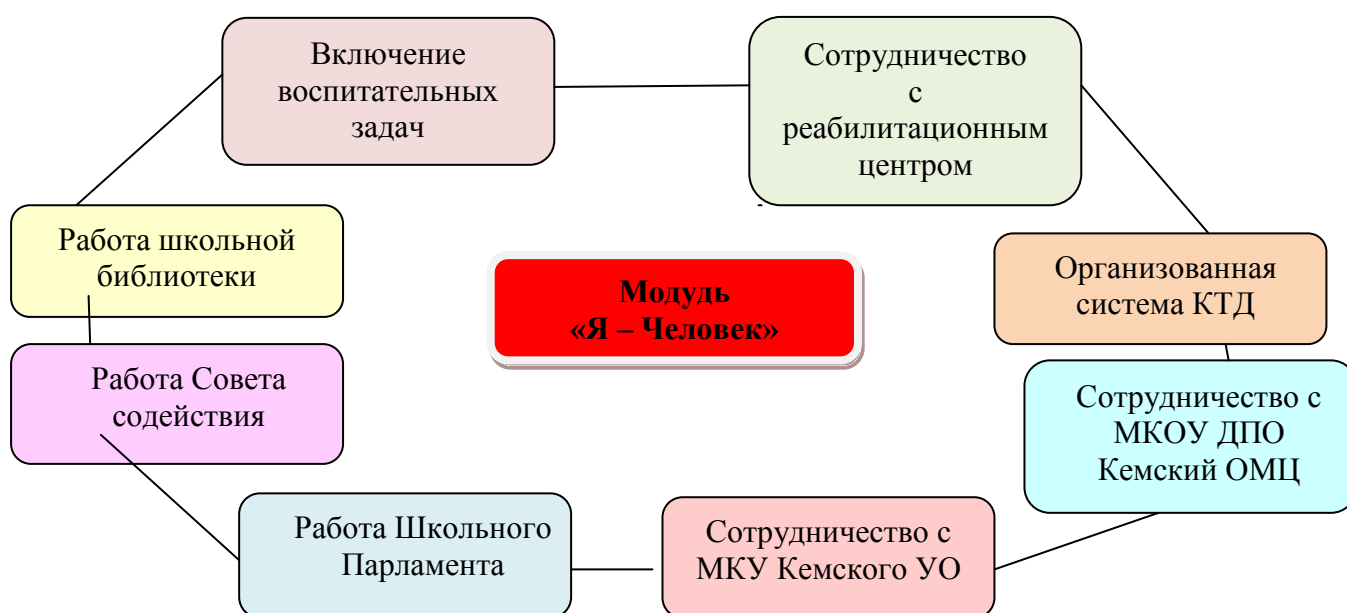 Включение
воспитательных
задач
Сотрудничество
с
реабилитационным
центром
Работа школьной
библиотеки
Модудь
«Я – Человек»
Организованная
система КТД
Работа Совета
содействия
Сотрудничество с
МКОУ ДПО
Кемский ОМЦ
Работа Школьного
Парламента
Сотрудничество с
МКУ Кемского УО